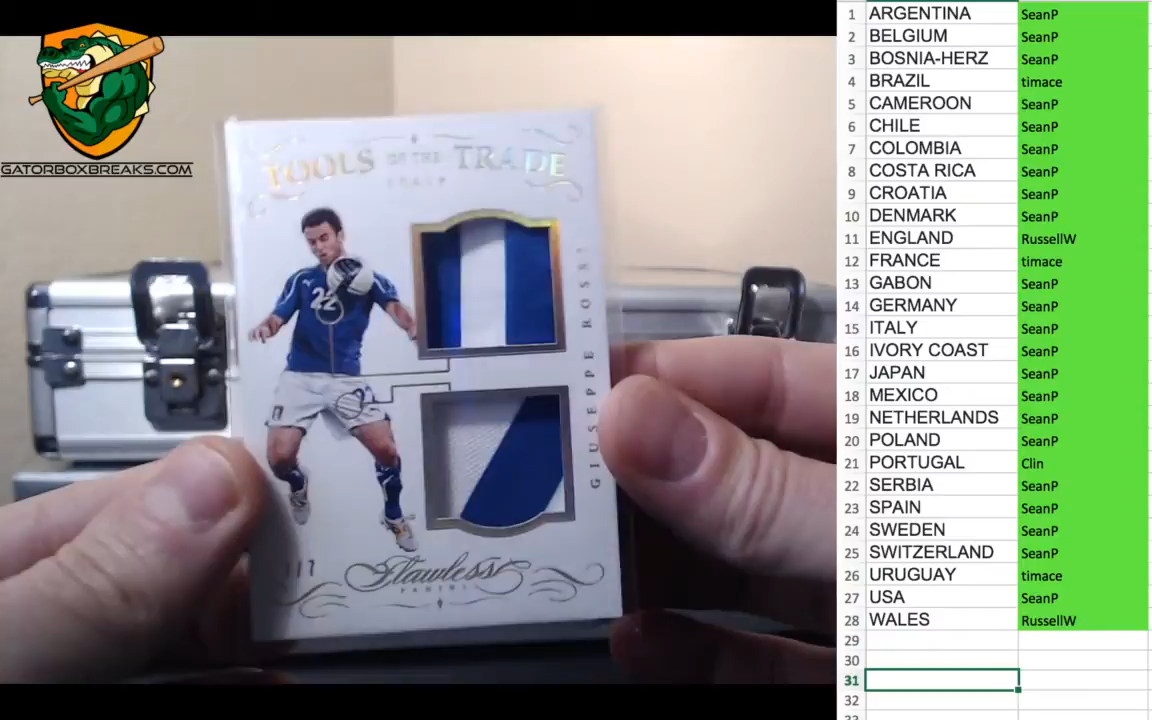 GATORBOXBREAKS.COM
TOOLS OF THE TRADE
22
GIUSEPPE ROSSI
Flawless
PANINI
1 ARGENTINA SeanP
2 BELGIUM SeanP
3 BOSNIA-HERZ SeanP
4 BRAZIL timace
5 CAMEROON SeanP
6 CHILE SeanP
7 COLOMBIA SeanP
8 COSTA RICA SeanP
9 CROATIA SeanP
10 DENMARK SeanP
11 ENGLAND RussellW
12 FRANCE timace
13 GABON SeanP
14 GERMANY SeanP
15 ITALY SeanP
16 IVORY COAST SeanP
17 JAPAN SeanP
18 MEXICO SeanP
19 NETHERLANDS SeanP
20 POLAND SeanP
21 PORTUGAL Clin
22 SERBIA SeanP
23 SPAIN SeanP
24 SWEDEN SeanP
25 SWITZERLAND SeanP
26 URUGUAY timace
27 USA SeanP
28 WALES RussellW
29
30
31
32
33